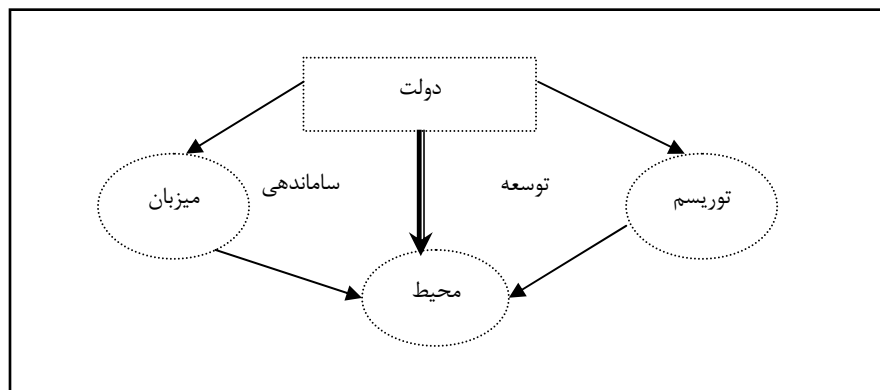 دولت
توسعه
ساماندهی
توریسم
میزبان
محیط